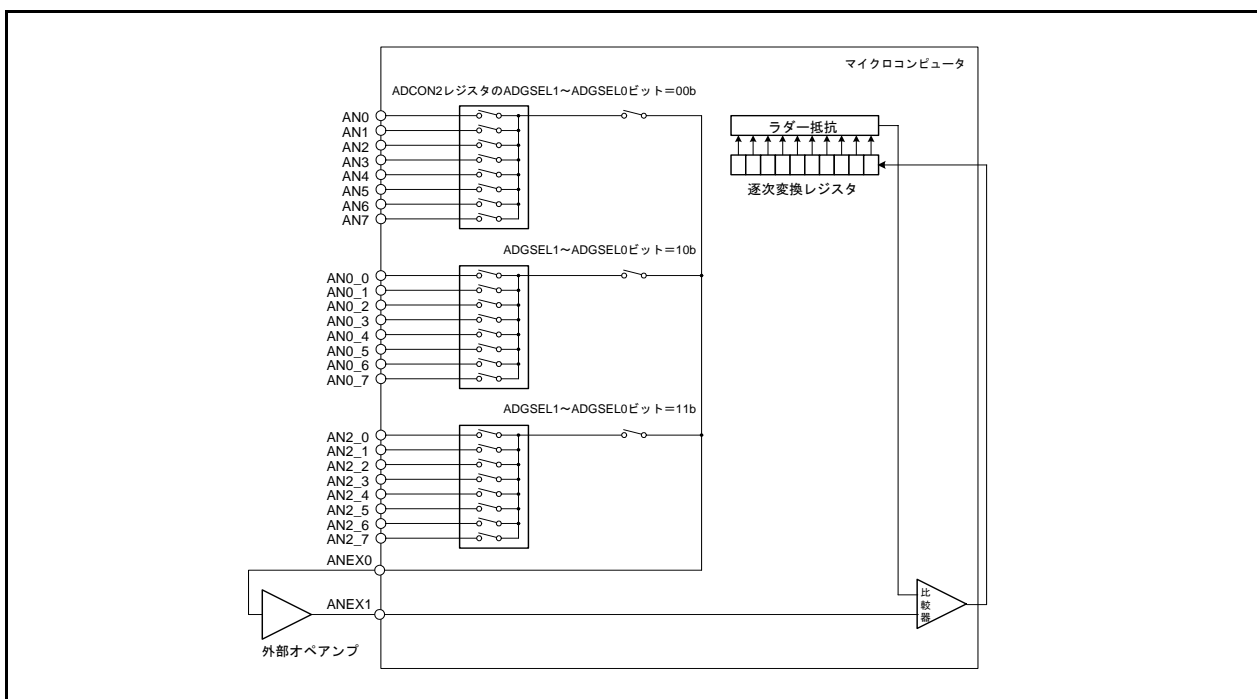 マイクロコンピュータ
ADCON2レジスタのADGSEL1～ADGSEL0ビット＝00b
AN0
AN1
AN2
AN3
AN4
AN5
AN6
AN7
ラダー抵抗
逐次変換レジスタ
ADGSEL1～ADGSEL0ビット＝10b
AN0_0
AN0_1
AN0_2
AN0_3
AN0_4
AN0_5
AN0_6
AN0_7
ADGSEL1～ADGSEL0ビット＝11b
AN2_0
AN2_1
AN2_2
AN2_3
AN2_4
AN2_5
AN2_6
AN2_7
ANEX0
ANEX1
比較器
外部オペアンプ